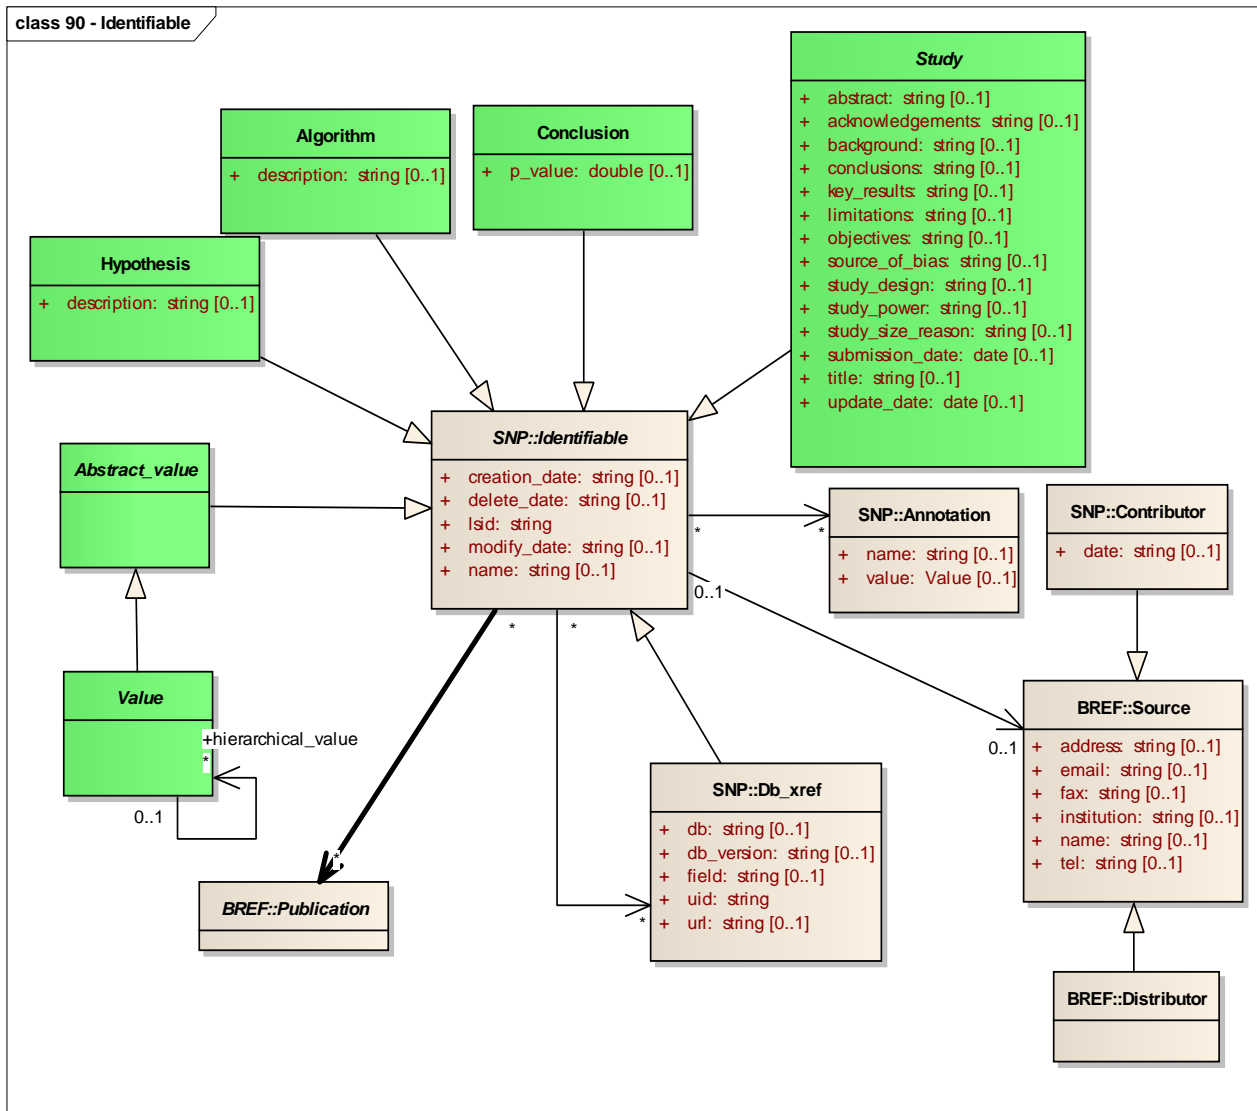 class 90 - Identifiable
Study
+ abstract: string [0..1]
+ acknowledgements: string [0..1]
+ background: string [0..1]
+ conclusions: string [0..1]
+ key_results: string [0..1]
+ limitations: string [0..1]
+ objectives: string [0..1]
+ source_of_bias: string [0..1]
+ study_design: string [0..1]
+ study_power: string [0..1]
+ study_size_reason: string [0..1]
+ submission_date: date [0..1]
+ title: string [0..1]
+ update_date: date [0..1]
Algorithm
+ description: string [0..1]
Conclusion
+ p_value: double [0..1]
Hypothesis
+ description: string [0..1]
SNP::Identifiable
+ creation_date: string [0..1]
+ delete_date: string [0..1]
+ lsid: string
+ modify_date: string [0..1]
+ name: string [0..1]
Abstract_value
SNP::Annotation
+ name: string [0..1]
+ value: Value [0..1]
SNP::Contributor
+ date: string [0..1]
*
*
0..1
*
*
Value
+hierarchical_value
*
0..1
BREF::Source
+ address: string [0..1]
+ email: string [0..1]
+ fax: string [0..1]
+ institution: string [0..1]
+ name: string [0..1]
+ tel: string [0..1]
0..1
SNP::Db_xref
+ db: string [0..1]
+ db_version: string [0..1]
+ field: string [0..1]
+ uid: string
+ url: string [0..1]
*
*
BREF::Publication
BREF::Distributor